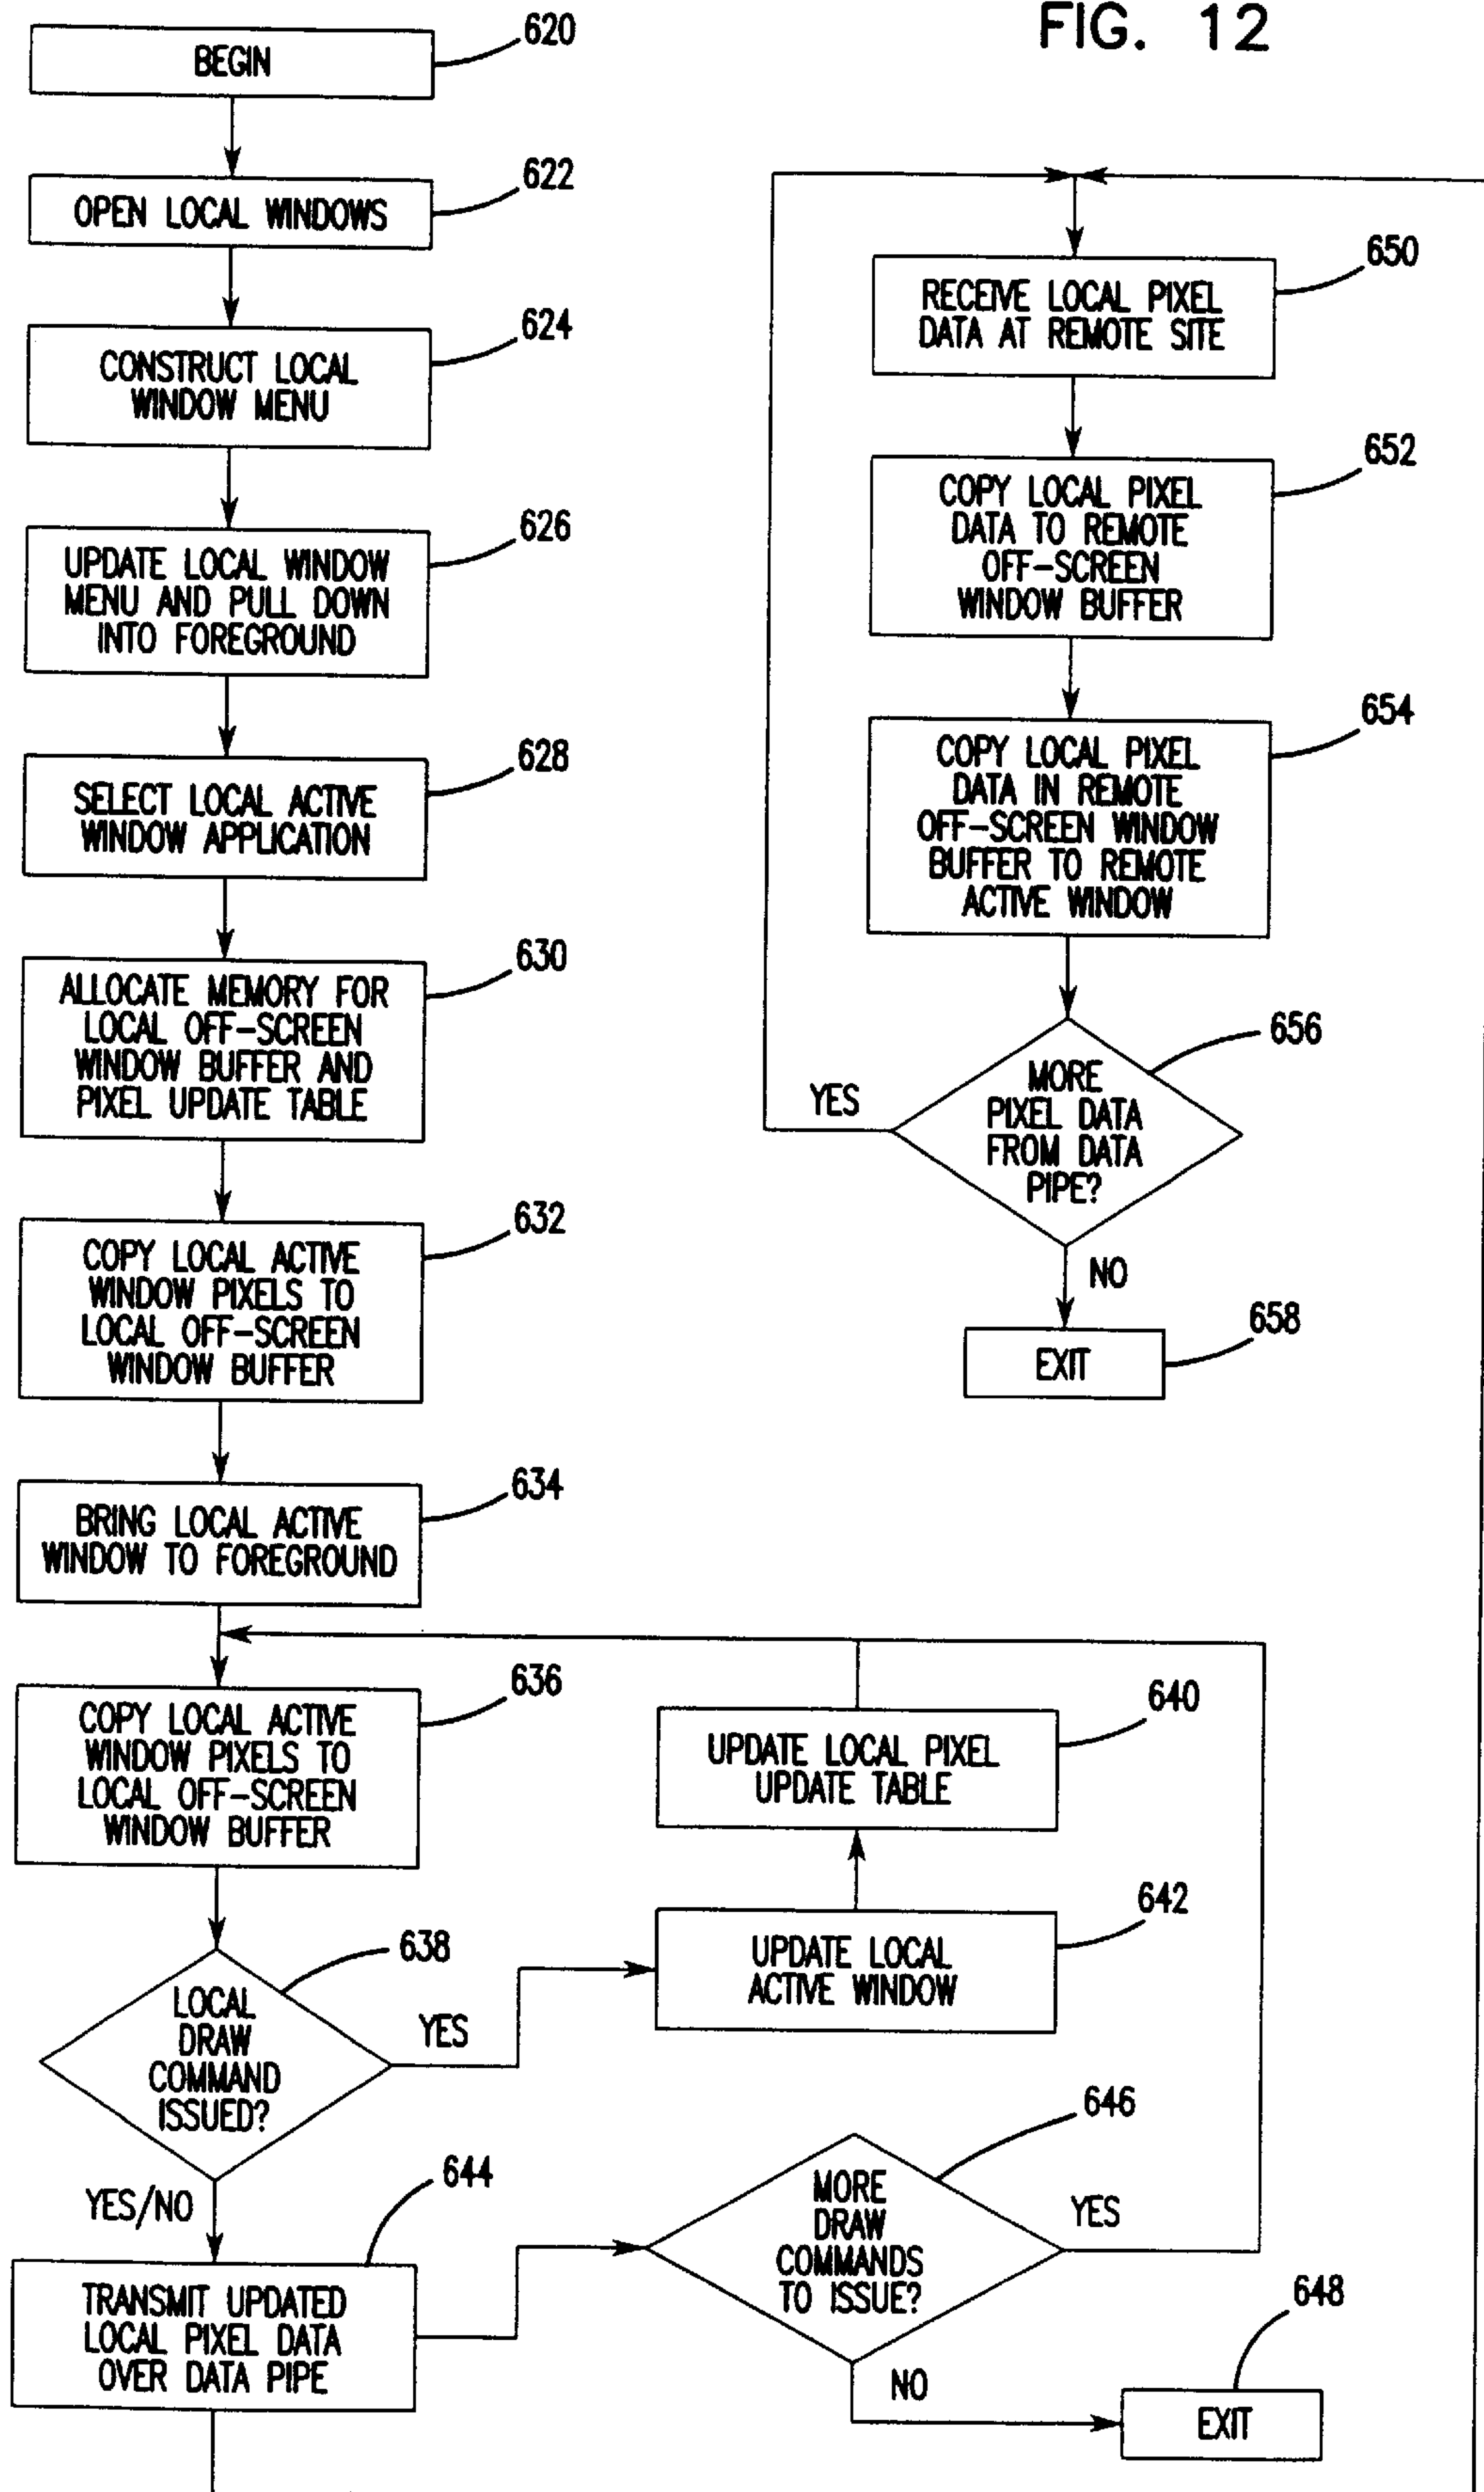 FIG. 12
BEGIN
620
OPEN LOCAL WINDOWS
622
CONSTRUCT LOCAL
WINDOW MENU
624
UPDATE LOCAL WINDOW
MENU AND PULL DOWN
INTO FOREGROUND
626
SELECT LOCAL ACTIVE
WINDOW APPLICATION
628
ALLOCATE MEMORY FOR
LOCAL OFF-SCREEN
WINDOW BUFFER AND
PIXEL UPDATE TABLE
630
COPY LOCAL ACTIVE
WINDOW PIXELS TO
LOCAL OFF-SCREEN
WINDOW BUFFER
632
BRING LOCAL ACTIVE
WINDOW TO FOREGROUND
634
COPY LOCAL ACTIVE
WINDOW PIXELS TO
LOCAL OFF-SCREEN
WINDOW BUFFER
636
LOCAL
DRAW
COMMAND
ISSUED?
638
YES
YES/NO
UPDATE LOCAL PIXEL
UPDATE TABLE
640
UPDATE LOCAL
ACTIVE WINDOW
642
TRANSMIT UPDATED
LOCAL PIXEL DATA
OVER DATA PIPE
644
MORE
DRAW
COMMANDS
TO ISSUE?
646
YES
NO
EXIT
648
RECEIVE LOCAL PIXEL
DATA AT REMOTE SITE
650
COPY LOCAL PIXEL
DATA TO REMOTE
OFF-SCREEN
WINDOW BUFFER
652
COPY LOCAL PIXEL
DATA IN REMOTE
OFF-SCREEN WINDOW
BUFFER TO REMOTE
ACTIVE WINDOW
654
MORE
PIXEL DATA
FROM DATA
PIPE?
656
YES
NO
EXIT
658